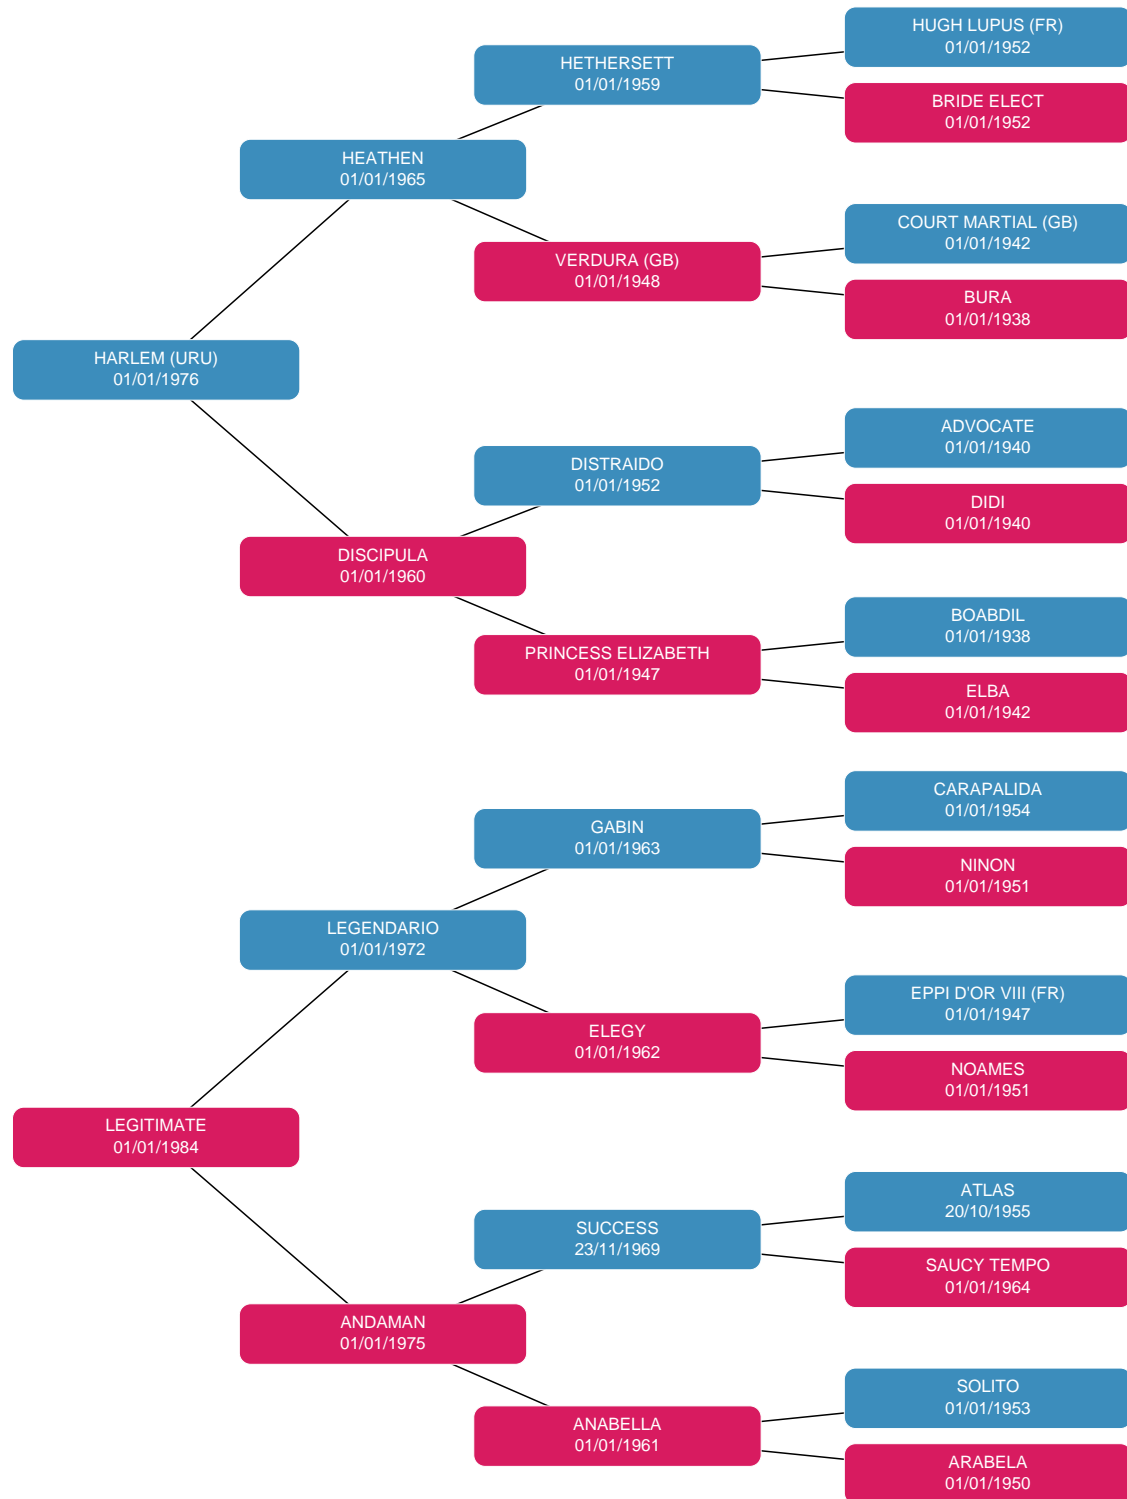 HUGH LUPUS (FR)
01/01/1952
HETHERSETT
01/01/1959
BRIDE ELECT
01/01/1952
HEATHEN
01/01/1965
COURT MARTIAL (GB)
01/01/1942
VERDURA (GB)
01/01/1948
BURA
01/01/1938
HARLEM (URU)
01/01/1976
ADVOCATE
01/01/1940
DISTRAIDO
01/01/1952
DIDI
01/01/1940
DISCIPULA
01/01/1960
BOABDIL
01/01/1938
PRINCESS ELIZABETH
01/01/1947
ELBA
01/01/1942
CARAPALIDA
01/01/1954
GABIN
01/01/1963
NINON
01/01/1951
LEGENDARIO
01/01/1972
EPPI D'OR VIII (FR)
01/01/1947
ELEGY
01/01/1962
NOAMES
01/01/1951
LEGITIMATE
01/01/1984
ATLAS
20/10/1955
SUCCESS
23/11/1969
SAUCY TEMPO
01/01/1964
ANDAMAN
01/01/1975
SOLITO
01/01/1953
ANABELLA
01/01/1961
ARABELA
01/01/1950